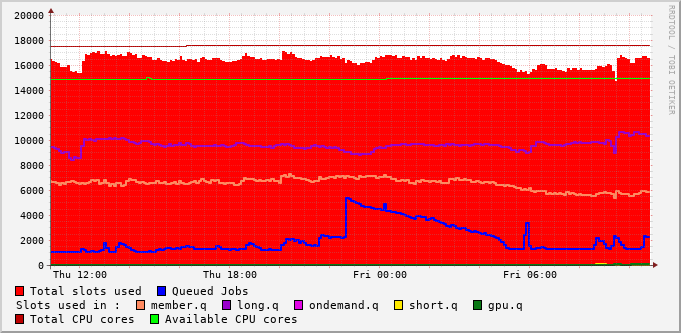 20000
18000
16000
14000
12000
10000
8000
6000
4000
2000
0
Thu 12:00 Thu 18:00 Fri 00:00 Fri 06:00
RRDTOOL / TOBI OETIKER
Total slots used Queued Jobs
Slots used in : member.q long.q ondemand.q short.q gpu.q
Total CPU cores Available CPU cores